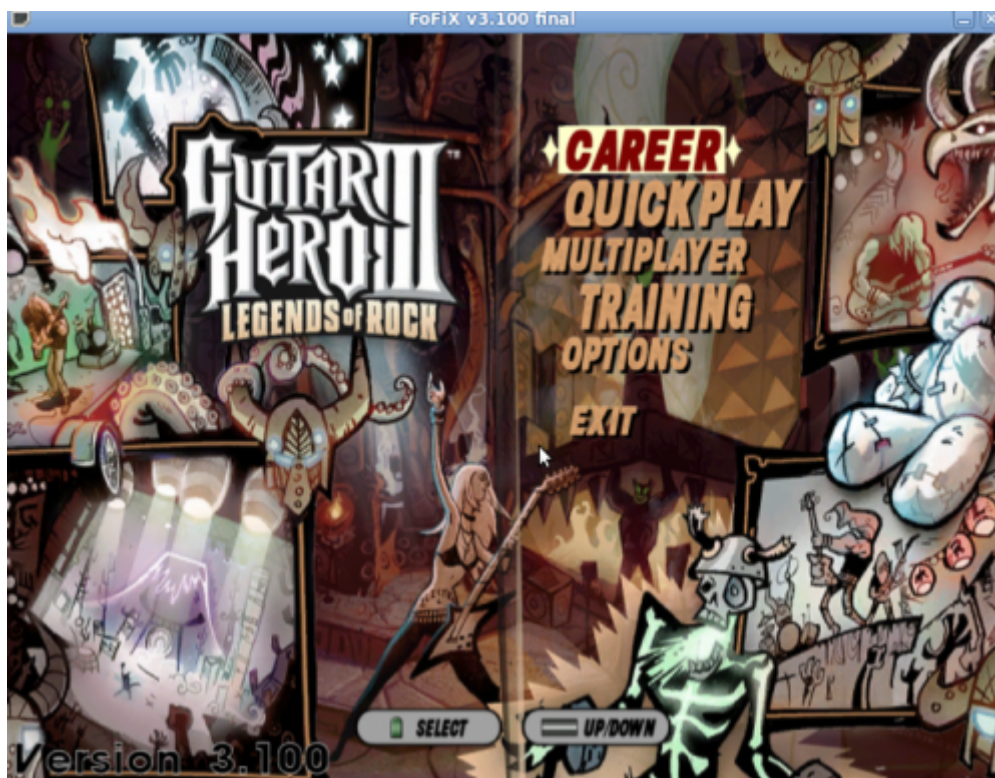 FoFiX v3.100 final
GUITAR
HERO III
™
LEGENDS OF ROCK
CAREER
QUICKPLAY
MULTIPLAYER
TRAINING
OPTIONS
EXIT
SELECT
UP/DOWN
Version 3.100